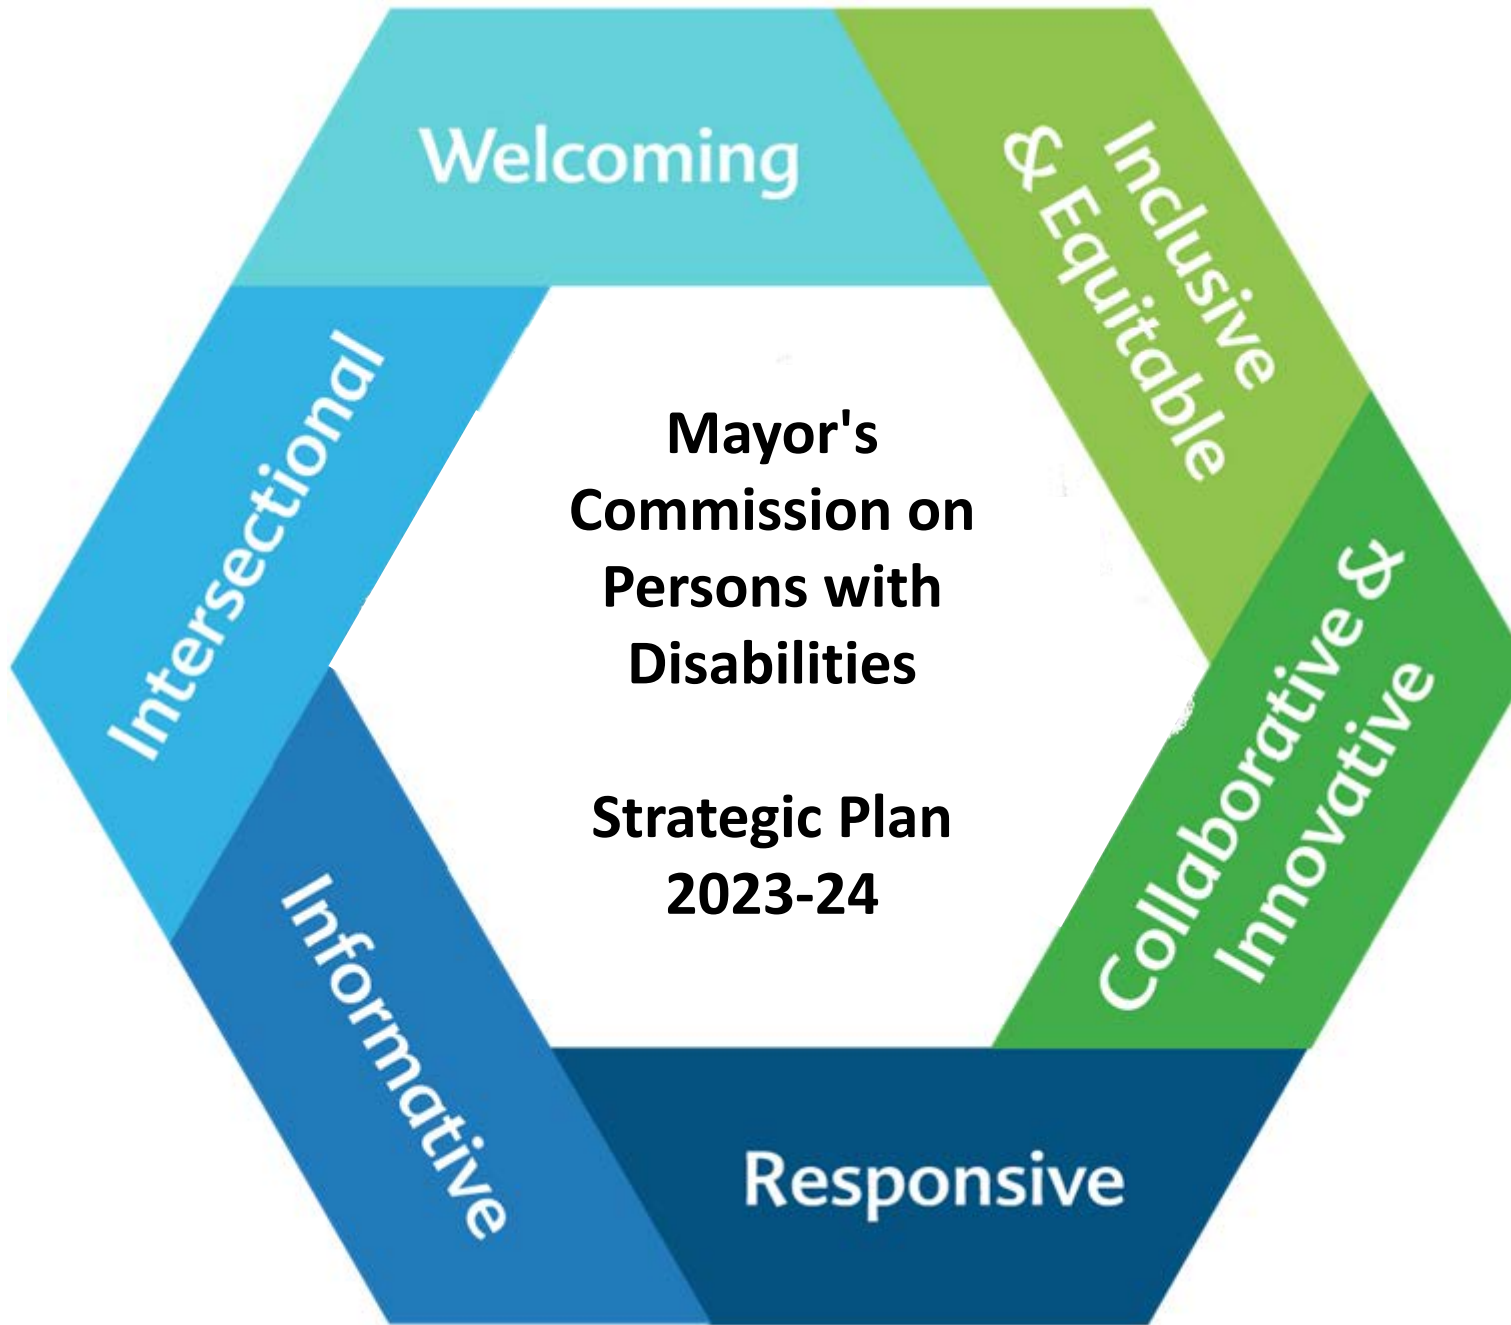 Welcoming
Inclusive
& Equitable
Collaborative &
Innovative
Responsive
Informative
Intersectional
Mayor's
Commission on
Persons with
Disabilities
Strategic Plan
2023-24